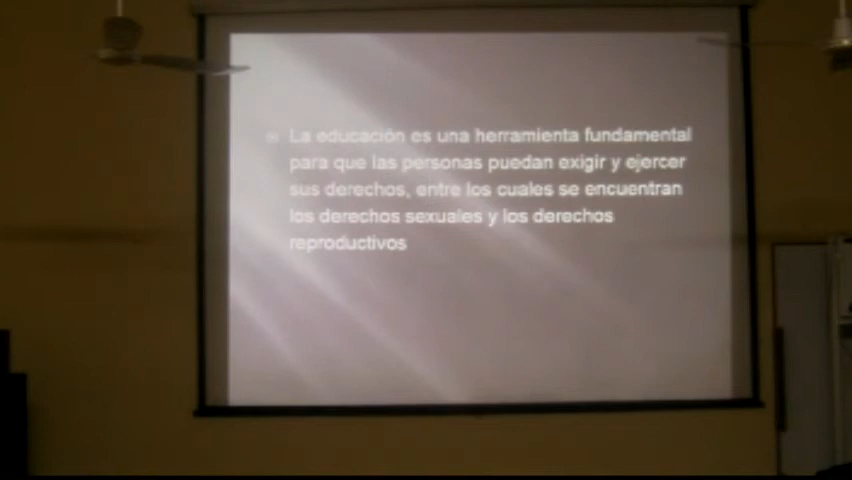 La educación es una herramienta fundamental
para que las personas puedan exigir y ejercer
sus derechos, entre los cuales se encuentran
los derechos sexuales y los derechos
reproductivos